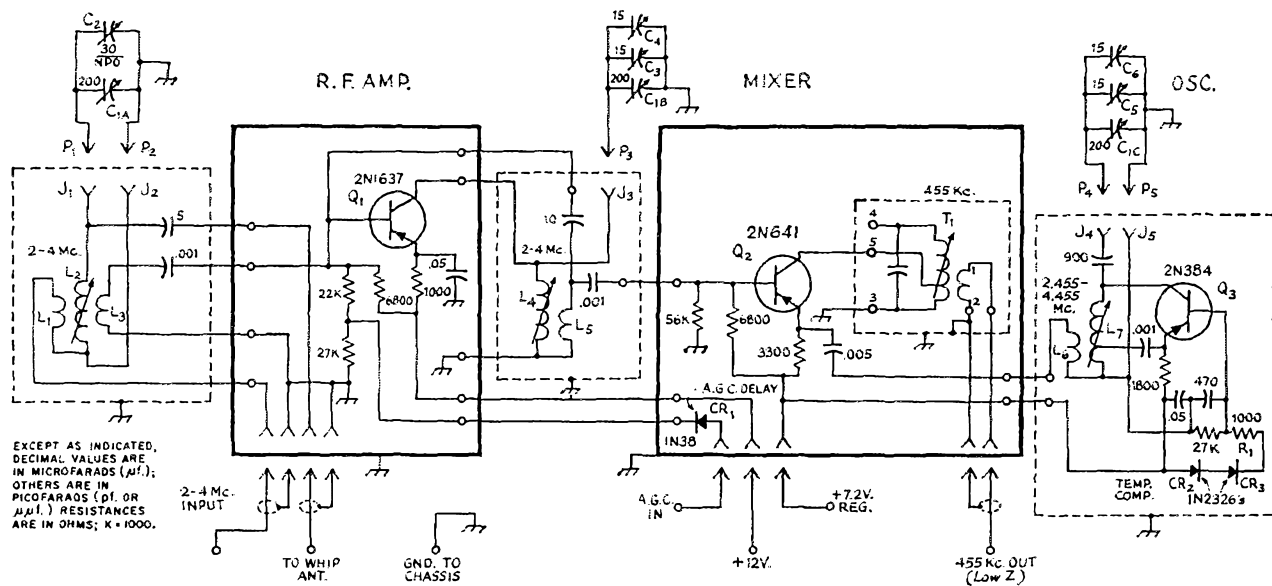 C2
30
NPO
200
C1A
P1
P2
R.F. AMP.
15
C4
15
C3
200
C1B
P3
MIXER
15
C6
15
C5
200
C1C
P4
P5
OSC.
J1
J2
5
2-4 Mc.
L2
.001
L1
L3
2N1637
Q1
.05
22K
6800
1000
27K
J3
10
2-4 Mc.
.001
L4
L5
2N641
Q2
56K
6800
3300
.005
455 Kc.
4
5
3
T1
1
2
A.G.C. DELAY
CR1
1N38
J4
J5
900
2N384
Q3
2.455-
4.455
Mc.
L7
.001
L6
1800
470
.05
1000
27K
R1
CR2
CR3
TEMP.
COMP.
1N2326's
EXCEPT AS INDICATED,
DECIMAL VALUES ARE
IN MICROFARADS (µf.);
OTHERS ARE IN
PICOFARADS (pf. OR
µµf.) RESISTANCES
ARE IN OHMS; K=1000.
2-4 Mc.
INPUT
TO WHIP
ANT.
GND. TO
CHASSIS
A.G.C.
IN
+12V.
+7.2V.
REG.
455 Kc. OUT
(Low Z)